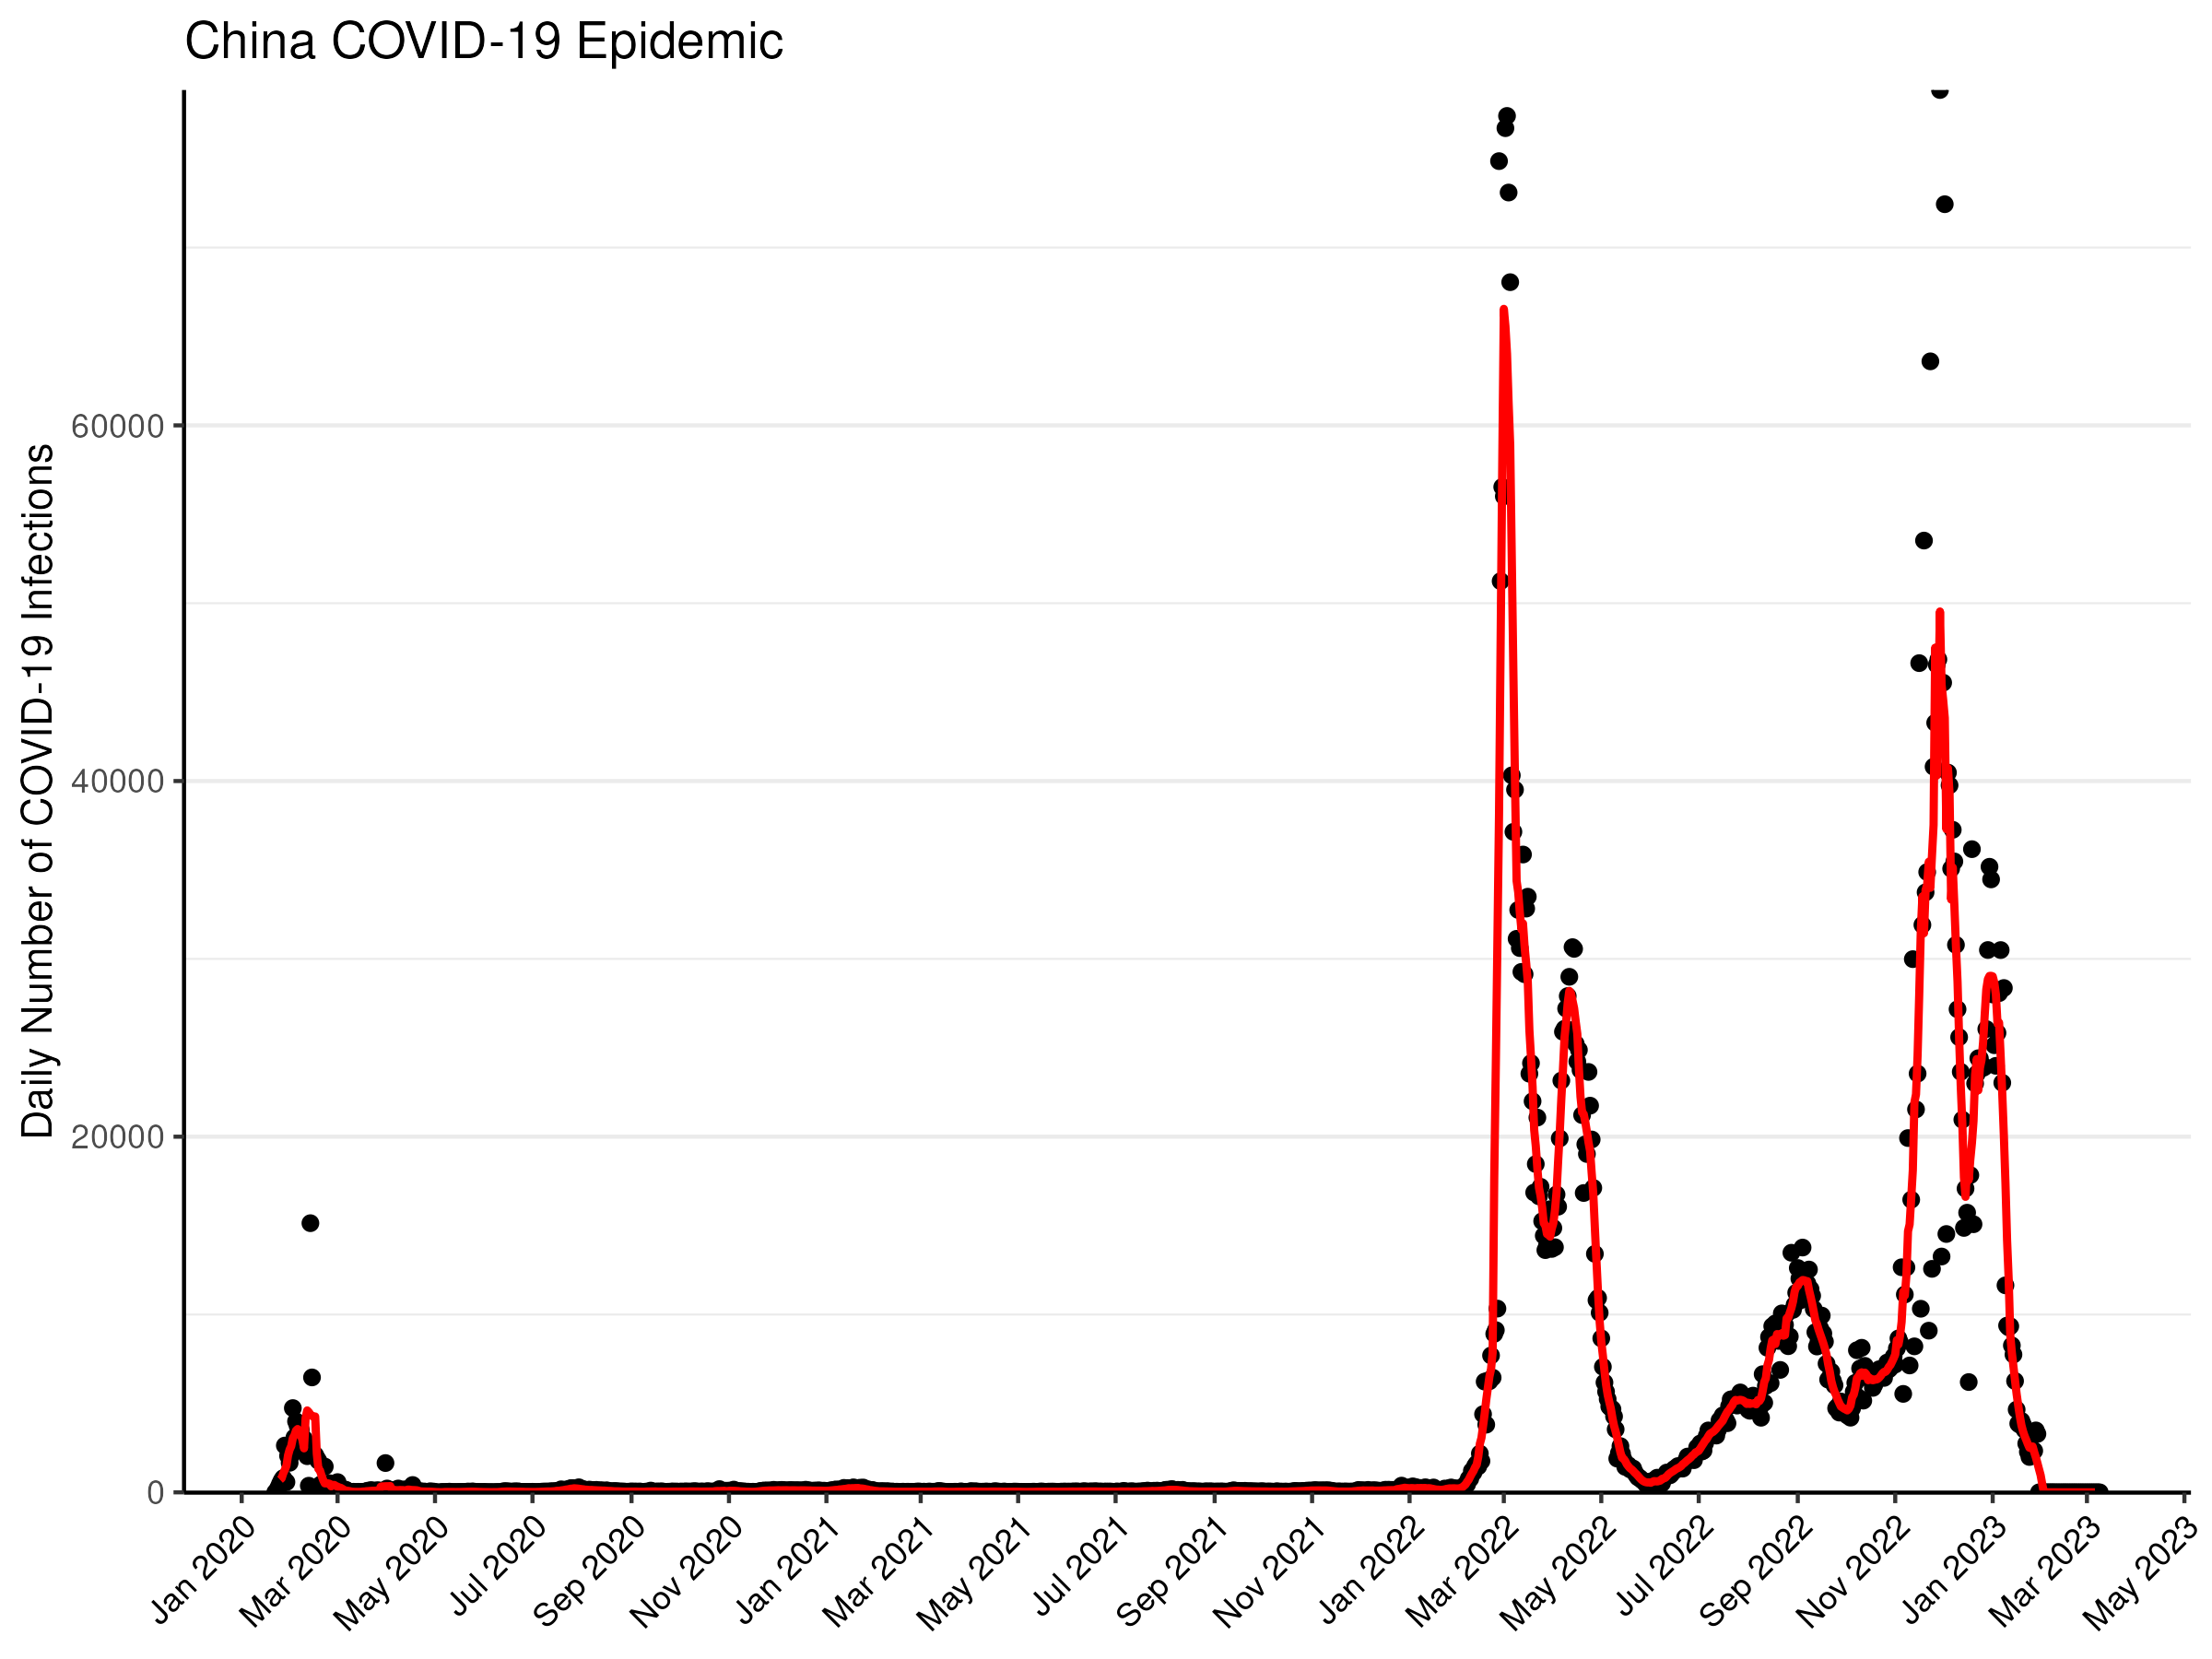 China COVID-19 Epidemic
Daily Number of COVID-19 Infections
60000
40000
20000
0
Jan 2020
Mar 2020
May 2020
Jul 2020
Sep 2020
Nov 2020
Jan 2021
Mar 2021
May 2021
Jul 2021
Sep 2021
Nov 2021
Jan 2022
Mar 2022
May 2022
Jul 2022
Sep 2022
Nov 2022
Jan 2023
Mar 2023
May 2023